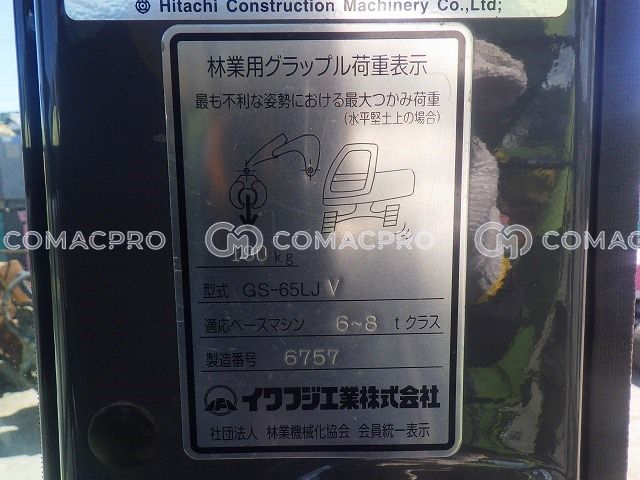 © Hitachi Construction Machinery Co.,Ltd;
林業用グラップル荷重表示
最も不利な姿勢における最大つかみ荷重
(水平堅土上の場合)
kg
COMACPRO COMACPRO COMACPRO
型式 GS-65LJV
適応ベースマシン 6~8 tクラス
製造番号 6757
イワフジ工業株式会社
社団法人 林業機械化協会 会員統一表示